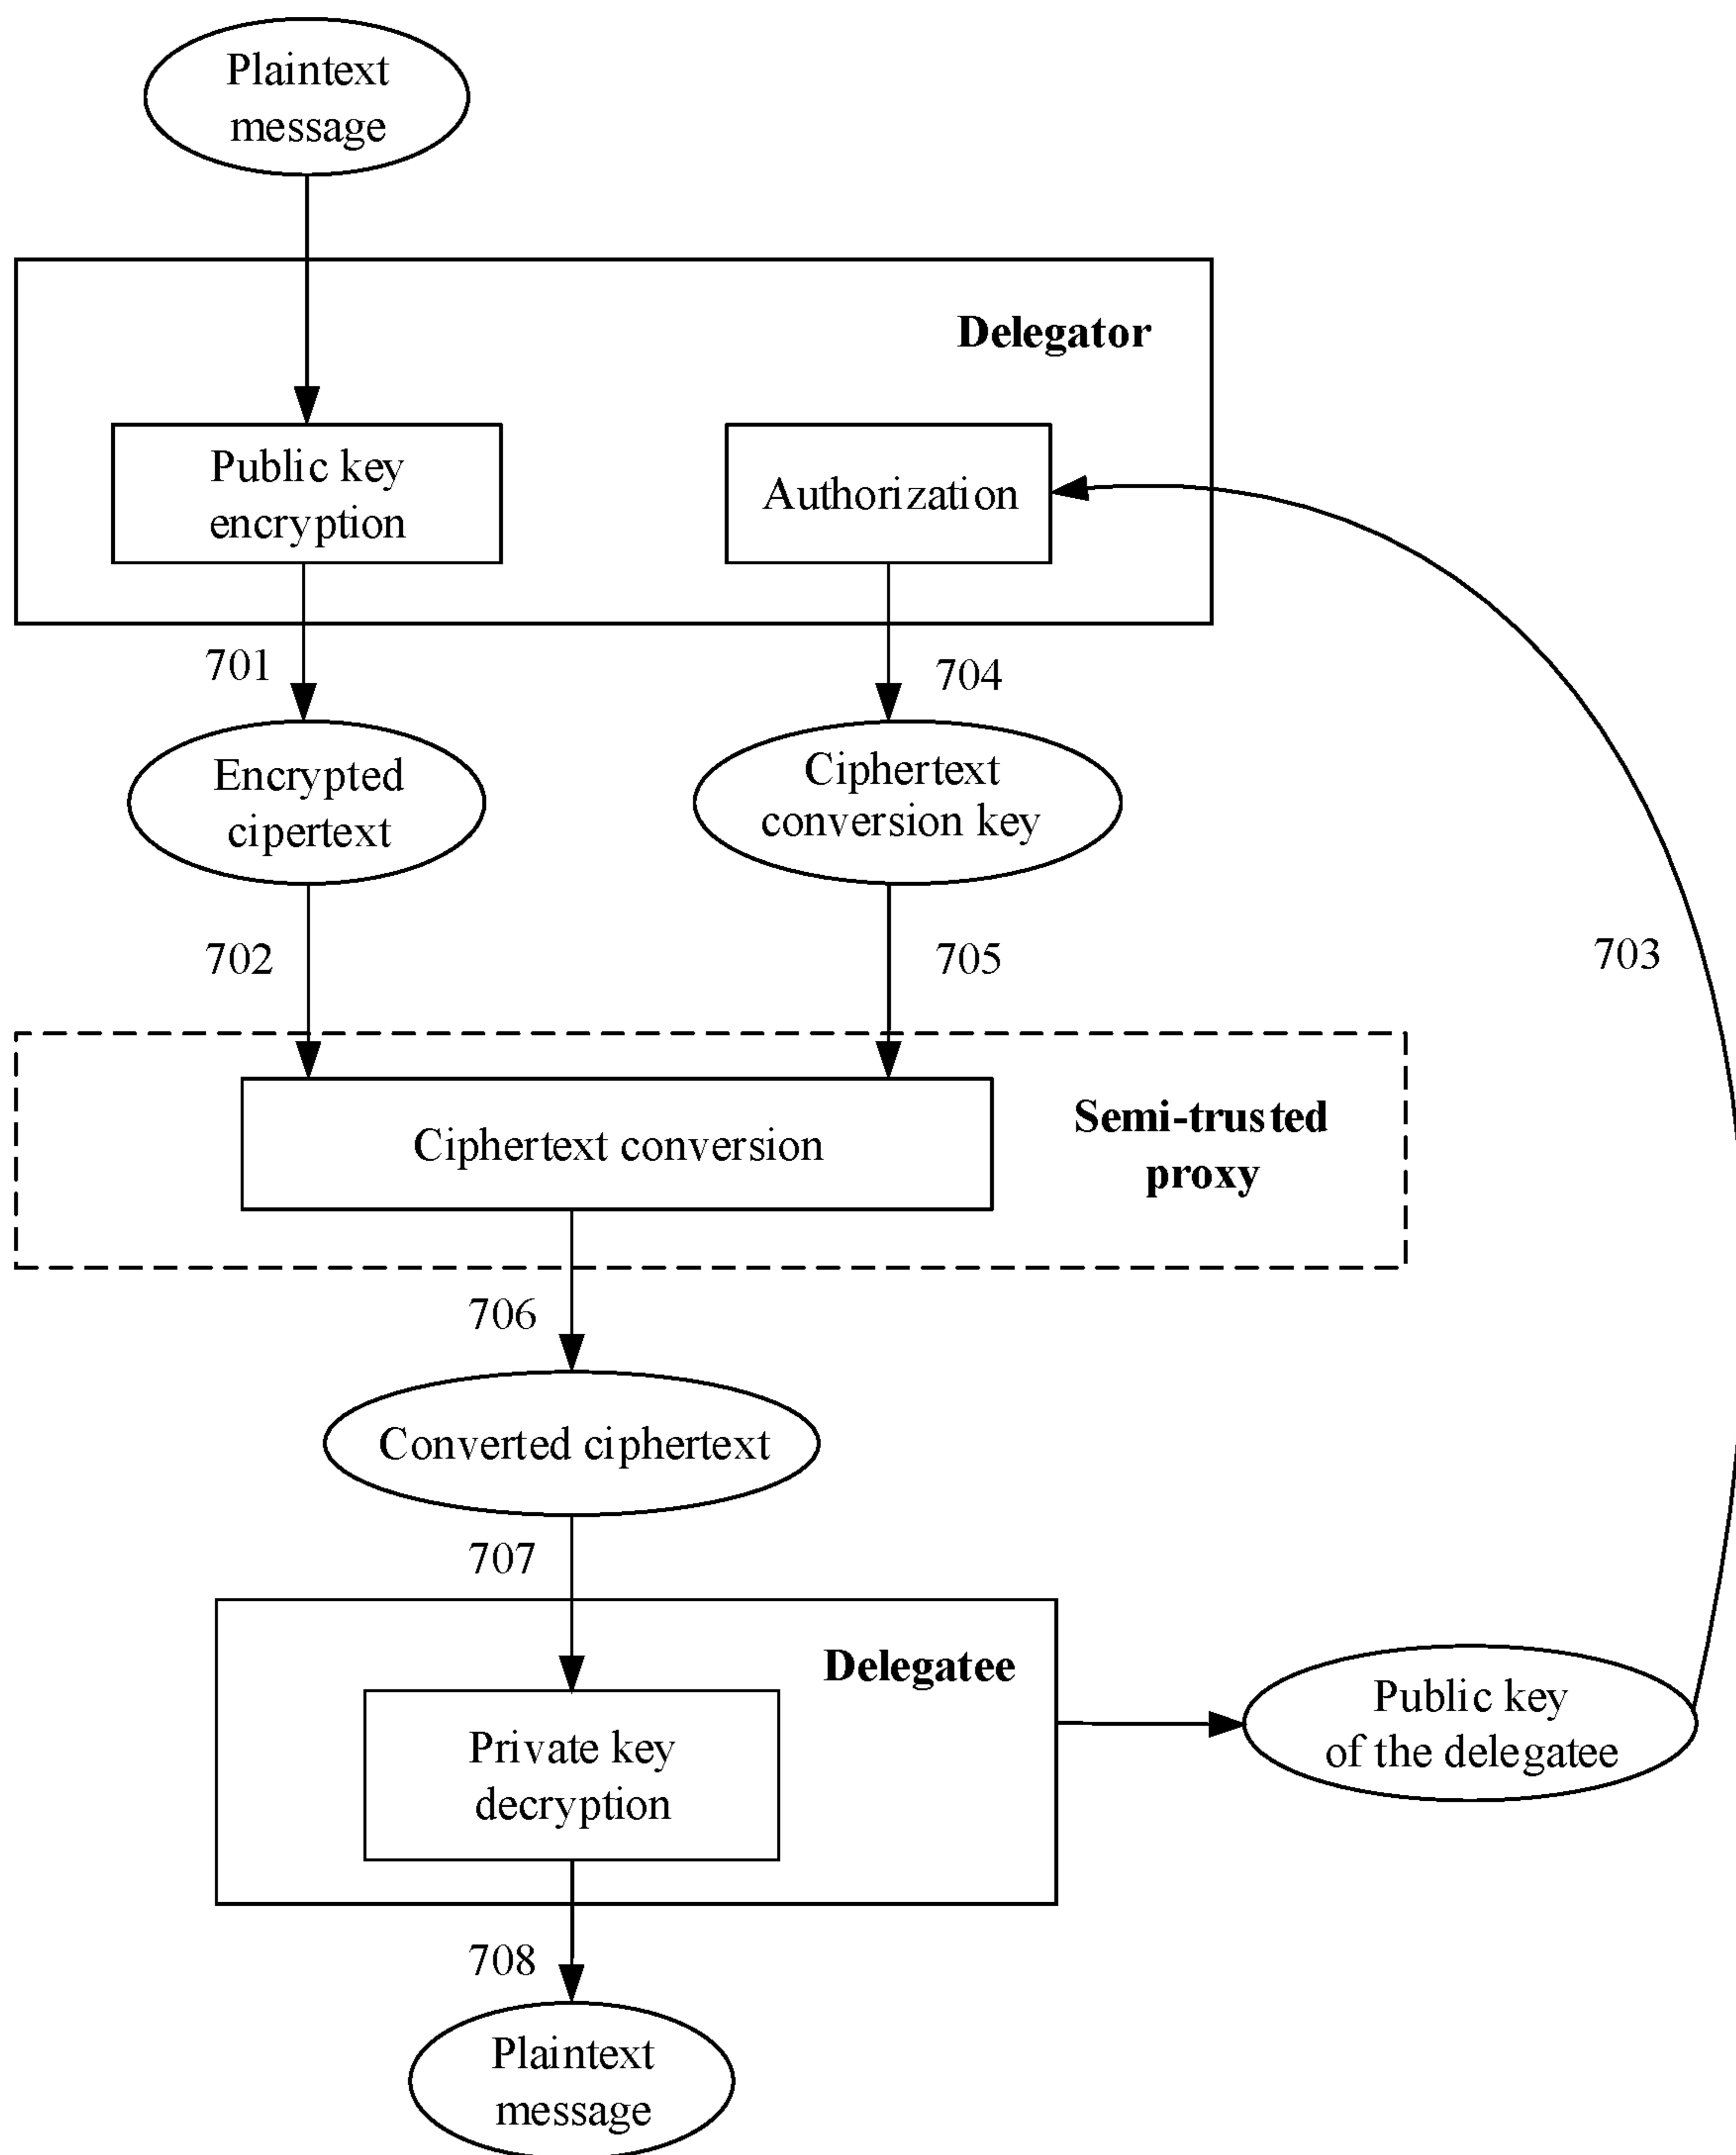 Plaintext
message
Delegator
Public key
encryption
Authorization
701
704
Encrypted
cipertext
Ciphertext
conversion key
702
705
703
Ciphertext conversion
Semi-trusted
proxy
706
Converted ciphertext
707
Delegatee
Private key
decryption
Public key
of the delegatee
708
Plaintext
message